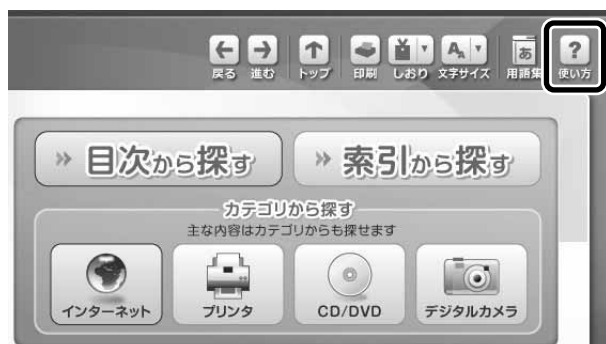 戻る 進む トップ 印刷 しおり 文字サイズ 用語集 使い方
目次から探す 索引から探す
カテゴリから探す
主な内容はカテゴリからも探せます
インターネット プリンタ CD/DVD デジタルカメラ